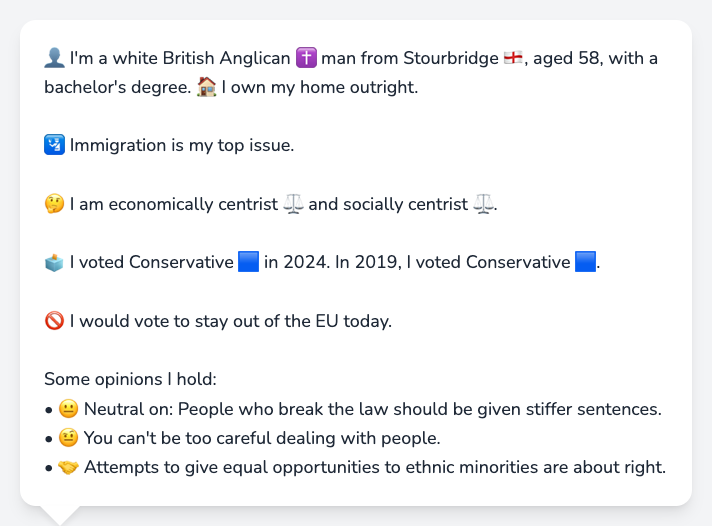 👤 I'm a white British Anglican ✝️ man from Stourbridge 🏴󠁧󠁢󠁥󠁮󠁧󠁿, aged 58, with a
bachelor's degree. 🏠 I own my home outright.
🛂 Immigration is my top issue.
🤔 I am economically centrist ⚖️ and socially centrist ⚖️.
🗳️ I voted Conservative 🟦 in 2024. In 2019, I voted Conservative 🟦.
🚫 I would vote to stay out of the EU today.
Some opinions I hold:
• 😐 Neutral on: People who break the law should be given stiffer sentences.
• 🤨 You can't be too careful dealing with people.
• 🤝 Attempts to give equal opportunities to ethnic minorities are about right.